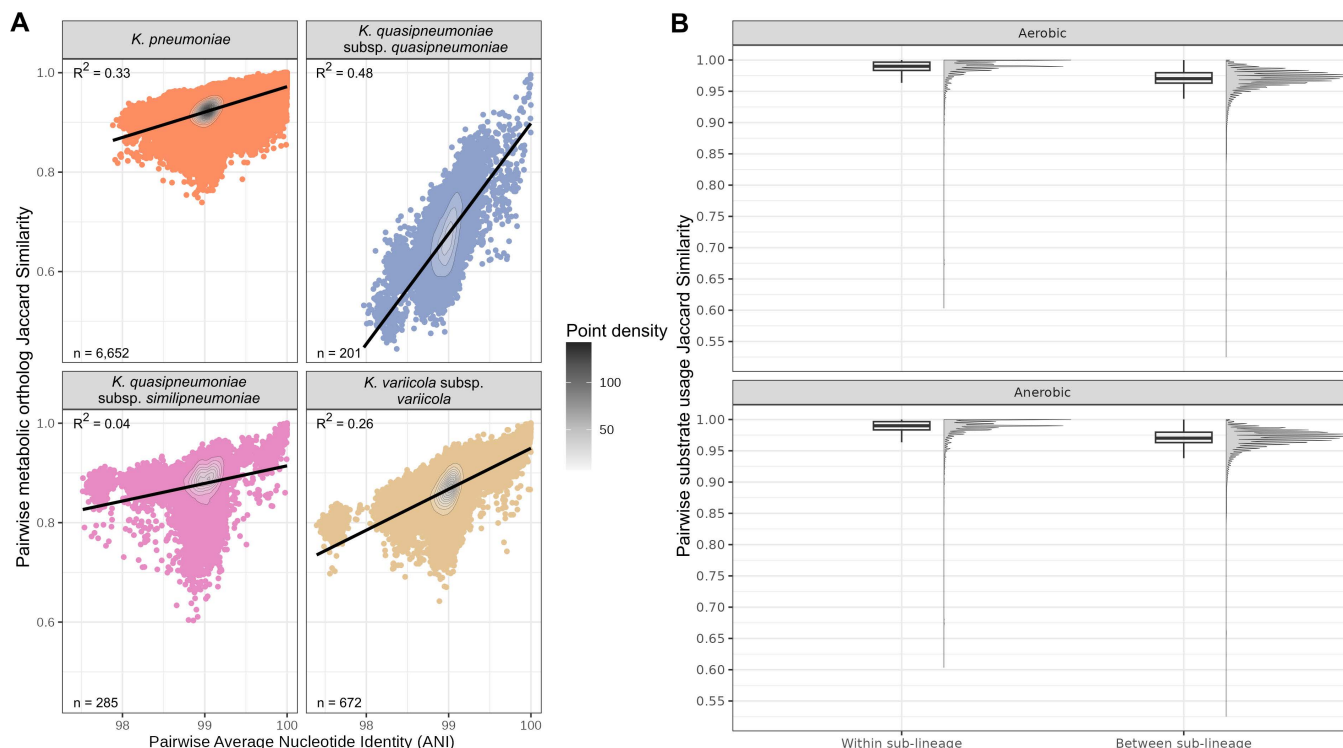 A
K. pneumoniae
K. quasipneumoniae
subsp. quasipneumoniae
R² = 0.33
R² = 0.48
1.0
0.8
0.6
n = 6,652
n = 201
K. quasipneumoniae
subsp. similipneumoniae
K. variicola subsp.
variicola
R² = 0.04
R² = 0.26
1.0
0.8
0.6
n = 285
n = 672
98
99
100
98
99
100
Pairwise metabolic ortholog Jaccard Similarity
Pairwise Average Nucleotide Identity (ANI)
Point density
100
50
B
Aerobic
1.00
0.95
0.90
0.85
0.80
0.75
0.70
0.65
0.60
0.55
Anerobic
1.00
0.95
0.90
0.85
0.80
0.75
0.70
0.65
0.60
0.55
Pairwise substrate usage Jaccard Similarity
Within sub-lineage
Between sub-lineage